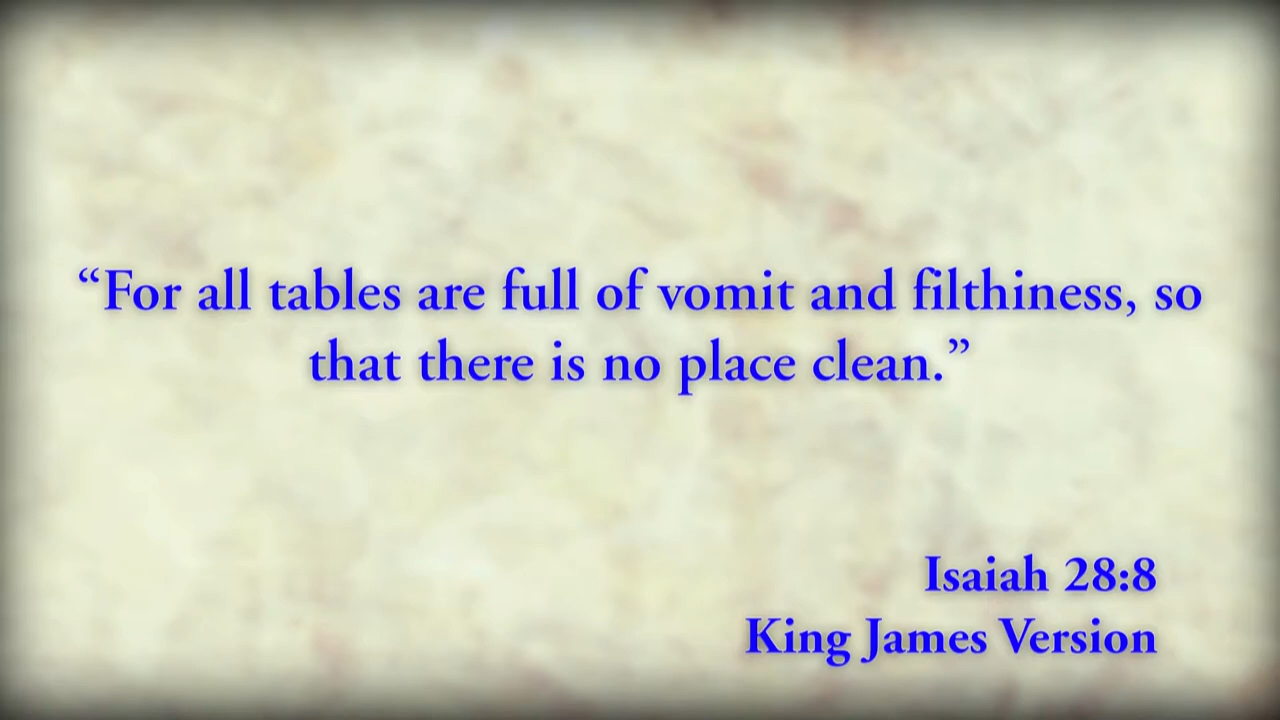 “For all tables are full of vomit and filthiness, so
that there is no place clean.”
Isaiah 28:8
King James Version